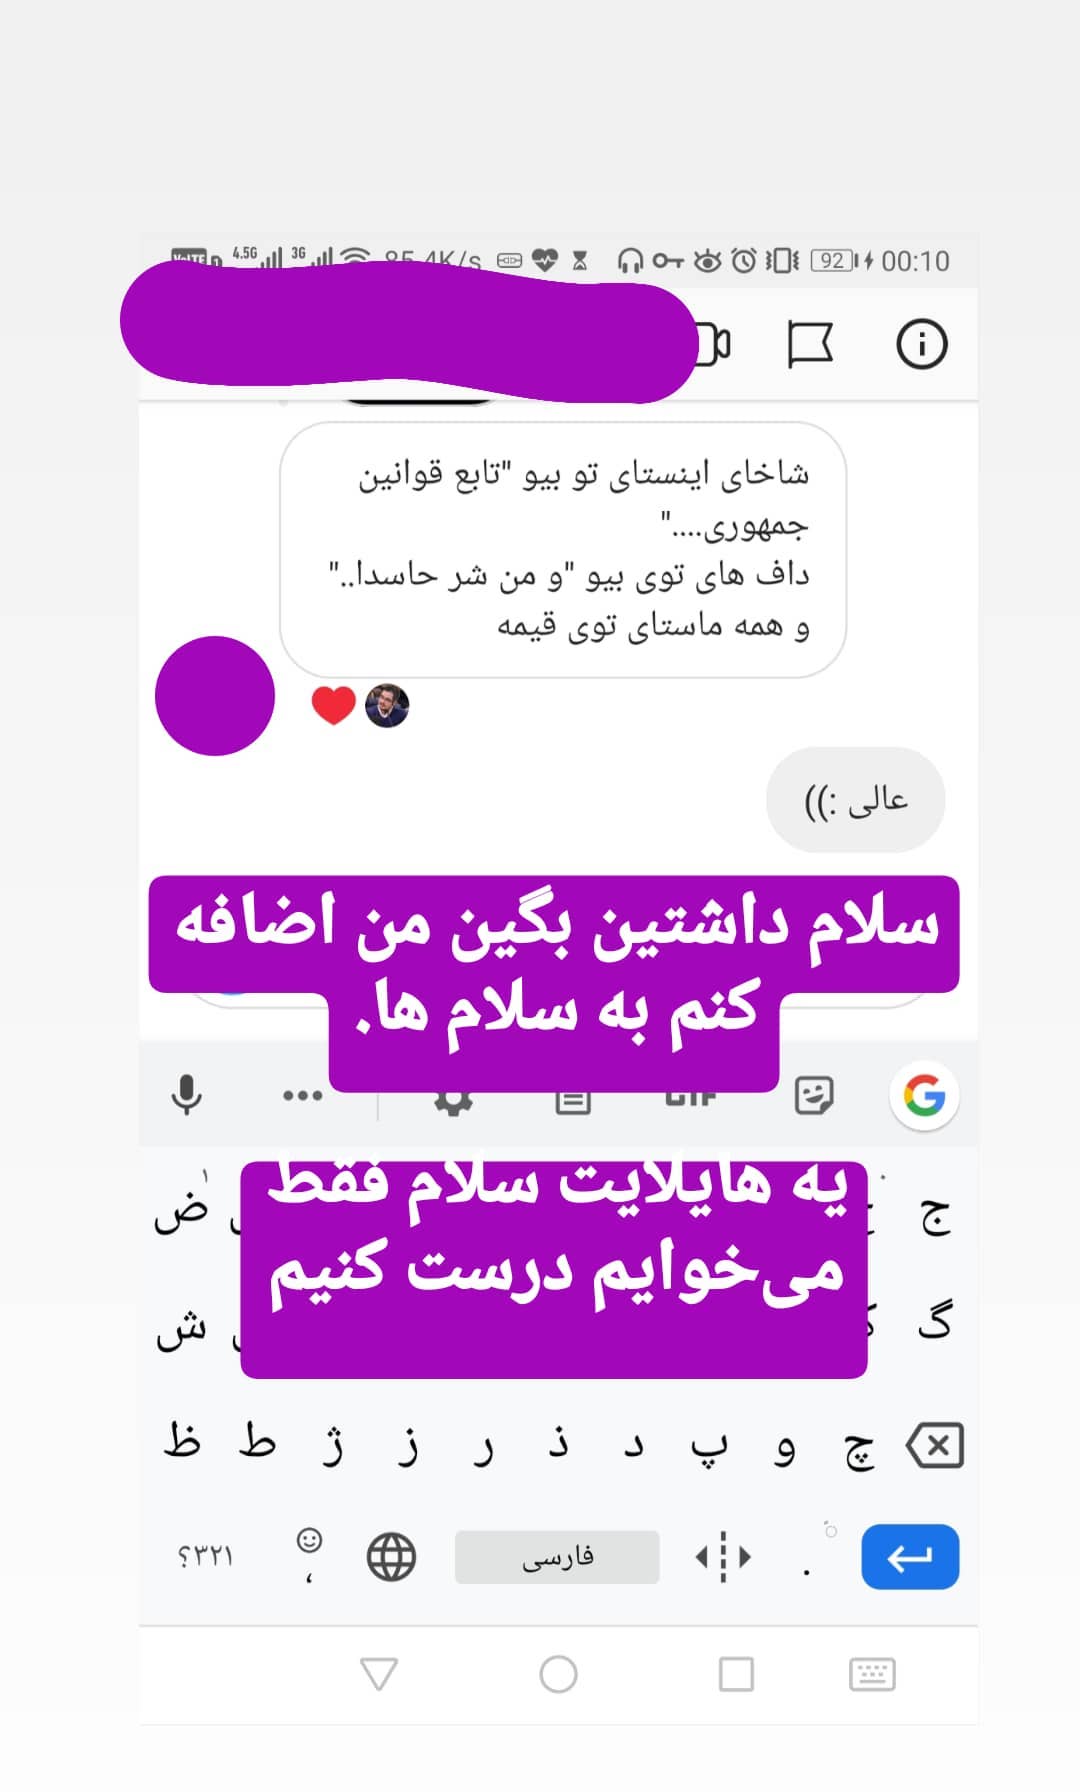 4.5G 3G 92 00:10
شاخای اینستای تو بیو "تابع قوانین
جمهوری...."
داف های توی بیو "و من شر حاسدا.."
و همه ماستای توی قیمه
عالی :))
سلام داشتین بگین من اضافه
کنم به سلام ها.
یه هایلایت سلام فقط
می‌خوایم درست کنیم
ض ج
ش گ
ظ ط ژ ز ر ذ د پ و چ
؟۳۲۱ ، فارسی .